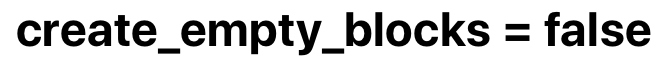 create_empty_blocks = false